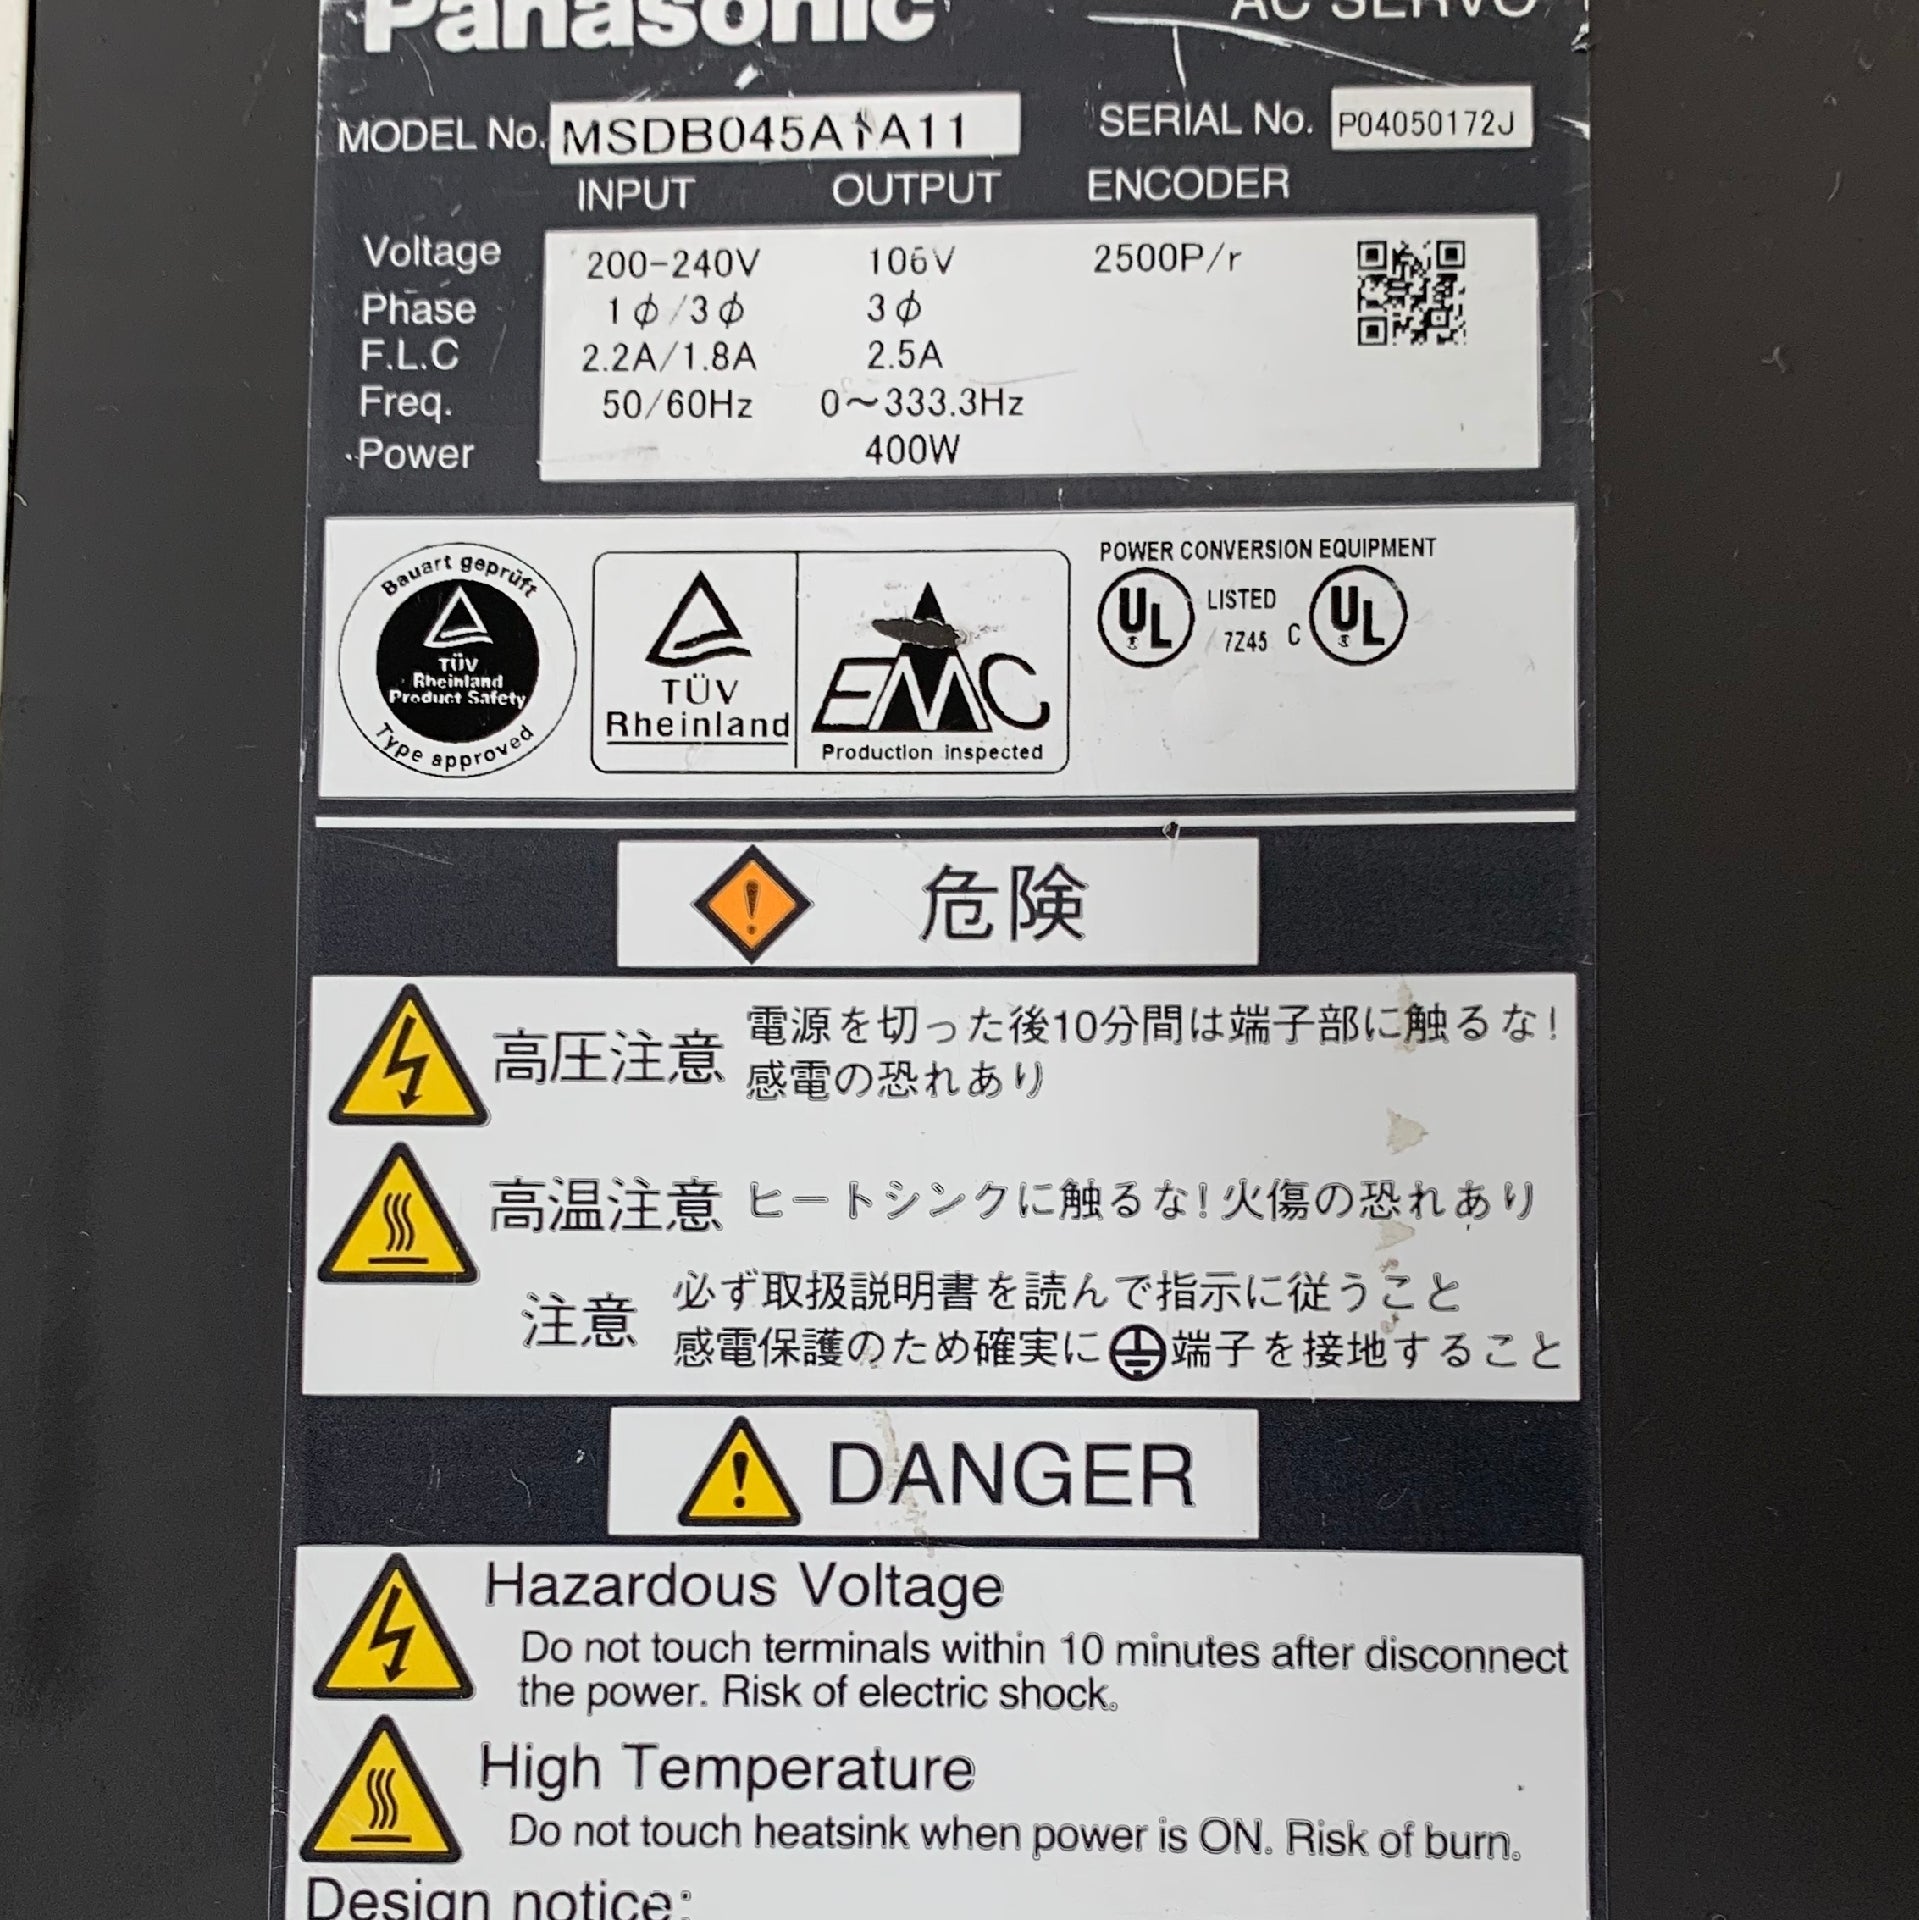 Panasonic AC SERVO
MODEL No. MSDB045A1A11 SERIAL No. P04050172J
INPUT OUTPUT ENCODER
Voltage 200-240V 106V 2500P/r
Phase 1φ/3φ 3φ
F.L.C 2.2A/1.8A 2.5A
Freq. 50/60Hz 0～333.3Hz
Power 400W
Bauart geprüft
TÜV
Rheinland
Product Safety
Type approved
TÜV
Rheinland
EMC
Production inspected
POWER CONVERSION EQUIPMENT
UL LISTED C UL
7Z45
危険
高圧注意 電源を切った後10分間は端子部に触るな!
感電の恐れあり
高温注意 ヒートシンクに触るな!火傷の恐れあり
注意 必ず取扱説明書を読んで指示に従うこと
感電保護のため確実に⏚端子を接地すること
DANGER
Hazardous Voltage
Do not touch terminals within 10 minutes after disconnect
the power. Risk of electric shock.
High Temperature
Do not touch heatsink when power is ON. Risk of burn.
Design notice: